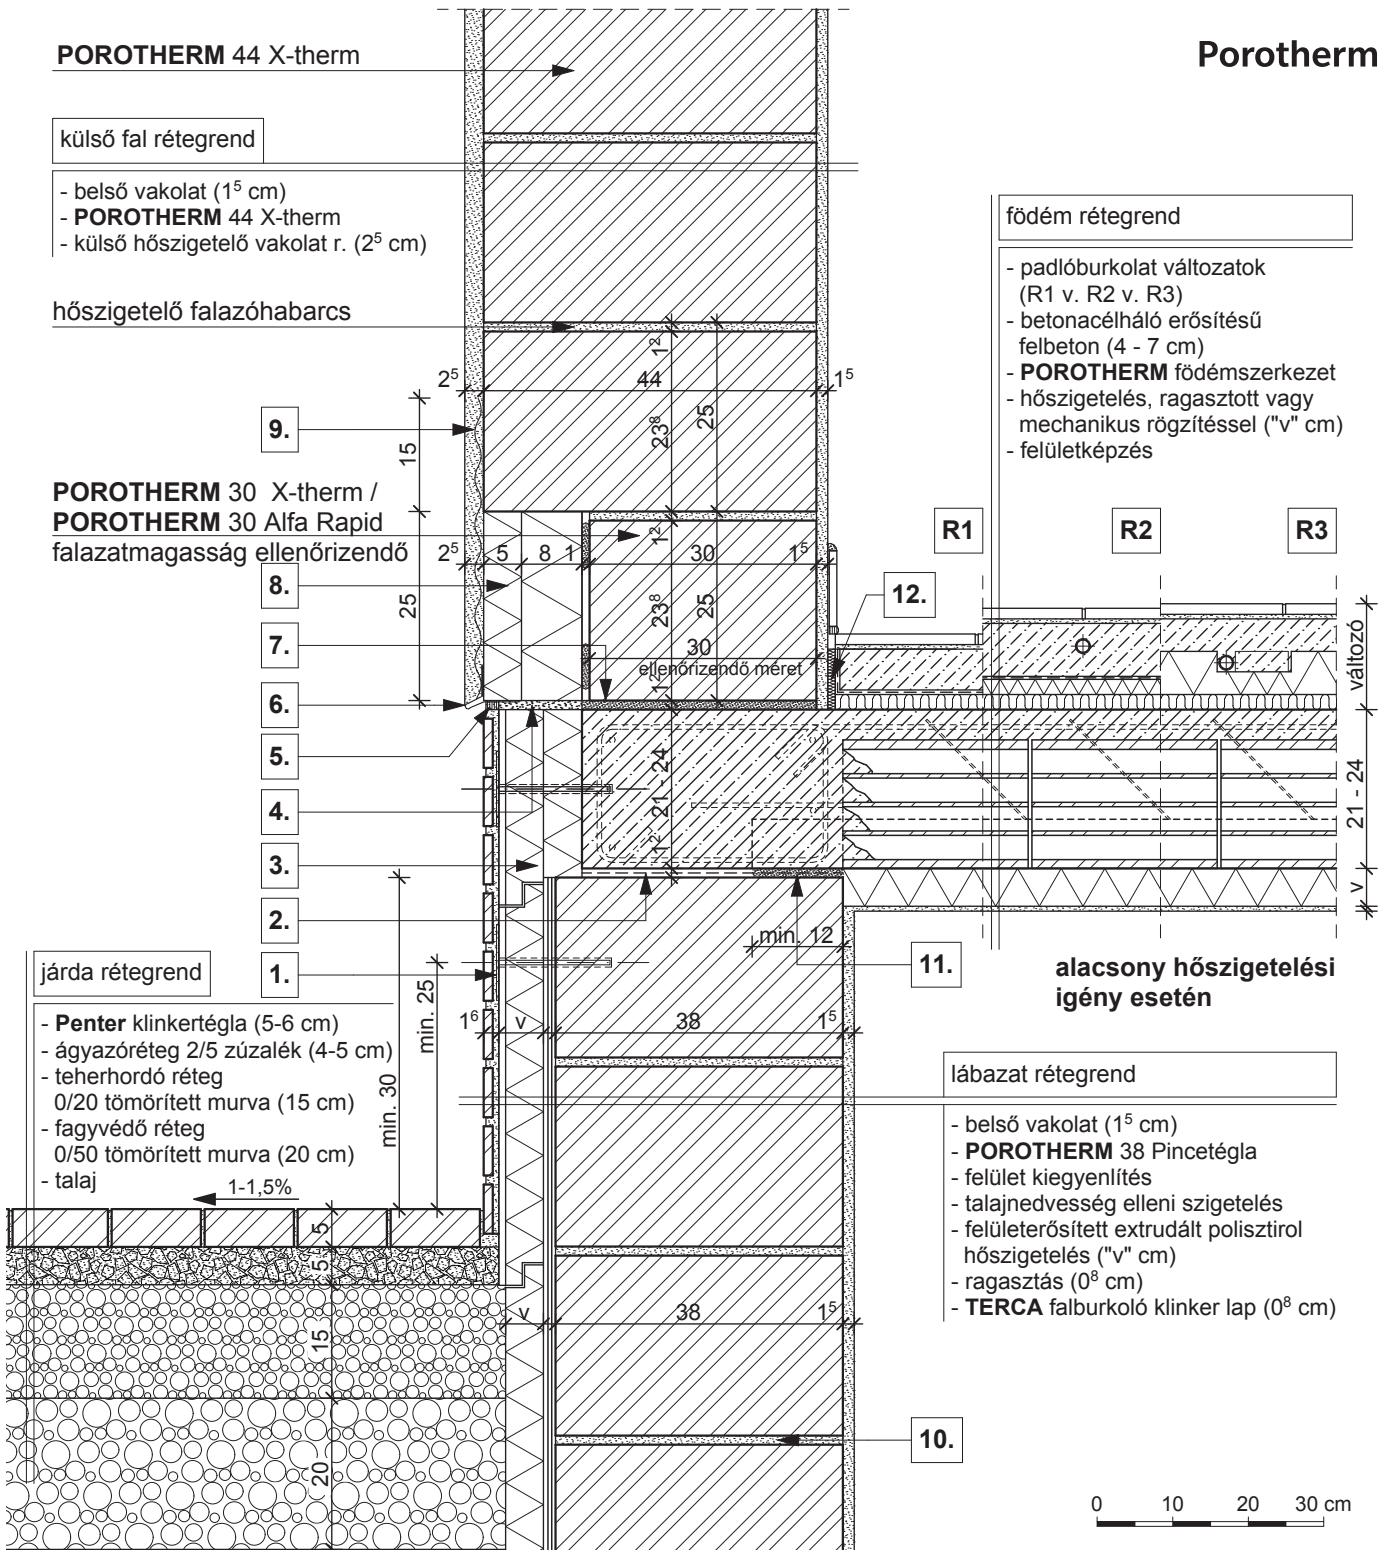 POROTHERM 44 X-therm
Porotherm
külső fal rétegrend
- belső vakolat (1⁵ cm)
- POROTHERM 44 X-therm
- külső hőszigetelő vakolat r. (2⁵ cm)
hőszigetelő falazóhabarcs
födém rétegrend
- padlóburkolat változatok
(R1 v. R2 v. R3)
- betonacélháló erősítésű
felbeton (4 - 7 cm)
- POROTHERM födémszerkezet
- hőszigetelés, ragasztott vagy
mechanikus rögzítéssel ("v" cm)
- felületképzés
2⁵
44
1⁵
1²
23⁸
25
15
9.
POROTHERM 30 X-therm /
POROTHERM 30 Alfa Rapid
falazatmagasság ellenőrizendő
R1
R2
R3
2⁵
5
8
1
30
1⁵
1²
23⁸
25
25
8.
12.
7.
30
ellenőrizendő méret
1²
változó
6.
5.
4.
21 - 24
21 - 24
1²
3.
v
2.
min. 12
11.
1.
alacsony hőszigetelési
igény esetén
járda rétegrend
- Penter klinkertégla (5-6 cm)
- ágyazóréteg 2/5 zúzalék (4-5 cm)
- teherhordó réteg
0/20 tömörített murva (15 cm)
- fagyvédő réteg
0/50 tömörített murva (20 cm)
- talaj
min. 25
min. 30
1⁶
v
38
1⁵
lábazat rétegrend
- belső vakolat (1⁵ cm)
- POROTHERM 38 Pincetégla
- felület kiegyenlítés
- talajnedvesség elleni szigetelés
- felületerősített extrudált polisztirol
hőszigetelés ("v" cm)
- ragasztás (0⁸ cm)
- TERCA falburkoló klinker lap (0⁸ cm)
1-1,5%
5
5
15
20
v
38
1⁵
10.
0 10 20 30 cm